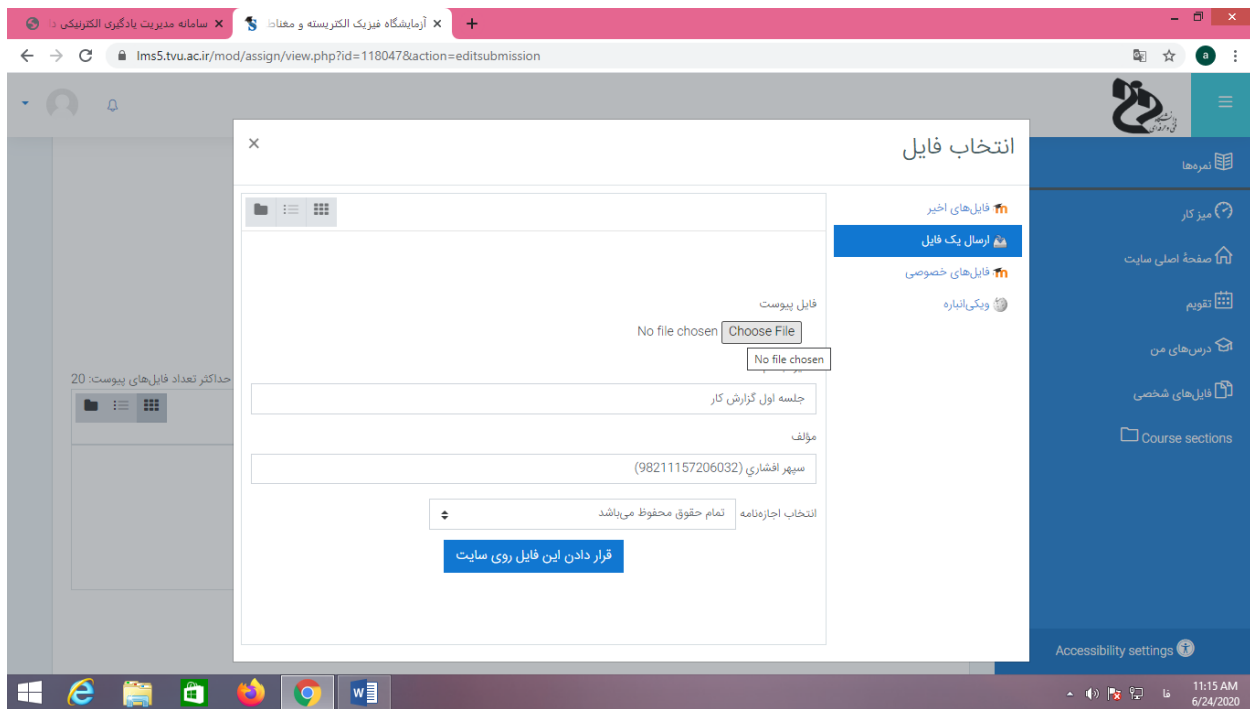 سامانه مدیریت یادگیری الکترنیکی دا
آزمایشگاه فیزیک الکتریسته و مغناط
lms5.tvu.ac.ir/mod/assign/view.php?id=118047&action=editsubmission
a
انتخاب فایل
فایل‌های اخیر
ارسال یک فایل
فایل‌های خصوصی
ویکی‌انباره
فایل پیوست
Choose File No file chosen
No file chosen
جلسه اول گزارش کار
مؤلف
سپهر افشاري (98211157206032)
انتخاب اجازه‌نامه تمام حقوق محفوظ می‌باشد
قرار دادن این فایل روی سایت
حداکثر تعداد فایل‌های پیوست: 20
نمره‌ها
میز کار
صفحهٔ اصلی سایت
تقویم
درس‌های من
فایل‌های شخصی
Course sections
Accessibility settings
فا
11:15 AM
6/24/2020